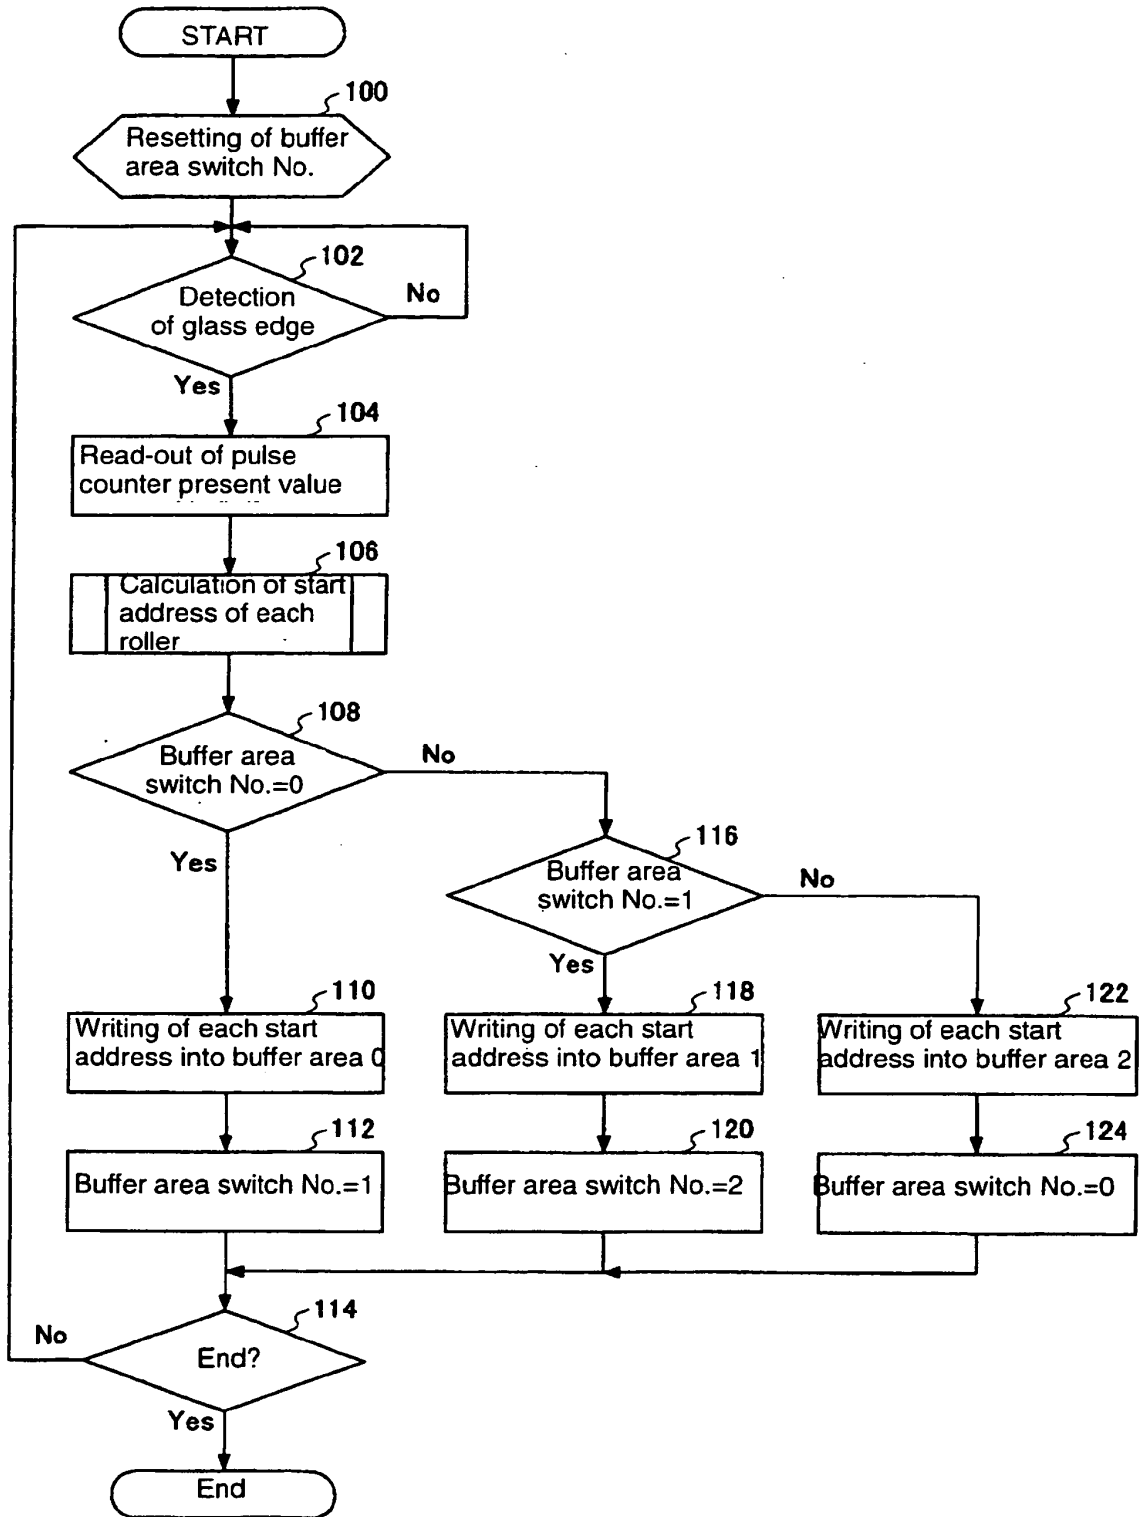 START
100
Resetting of buffer
area switch No.
102
Detection
of glass edge
No
Yes
104
Read-out of pulse
counter present value
106
Calculation of start
address of each
roller
108
Buffer area
switch No.=0
No
Yes
116
Buffer area
switch No.=1
No
Yes
110
Writing of each start
address into buffer area 0
118
Writing of each start
address into buffer area 1
122
Writing of each start
address into buffer area 2
112
Buffer area switch No.=1
120
Buffer area switch No.=2
124
Buffer area switch No.=0
114
End?
No
Yes
End